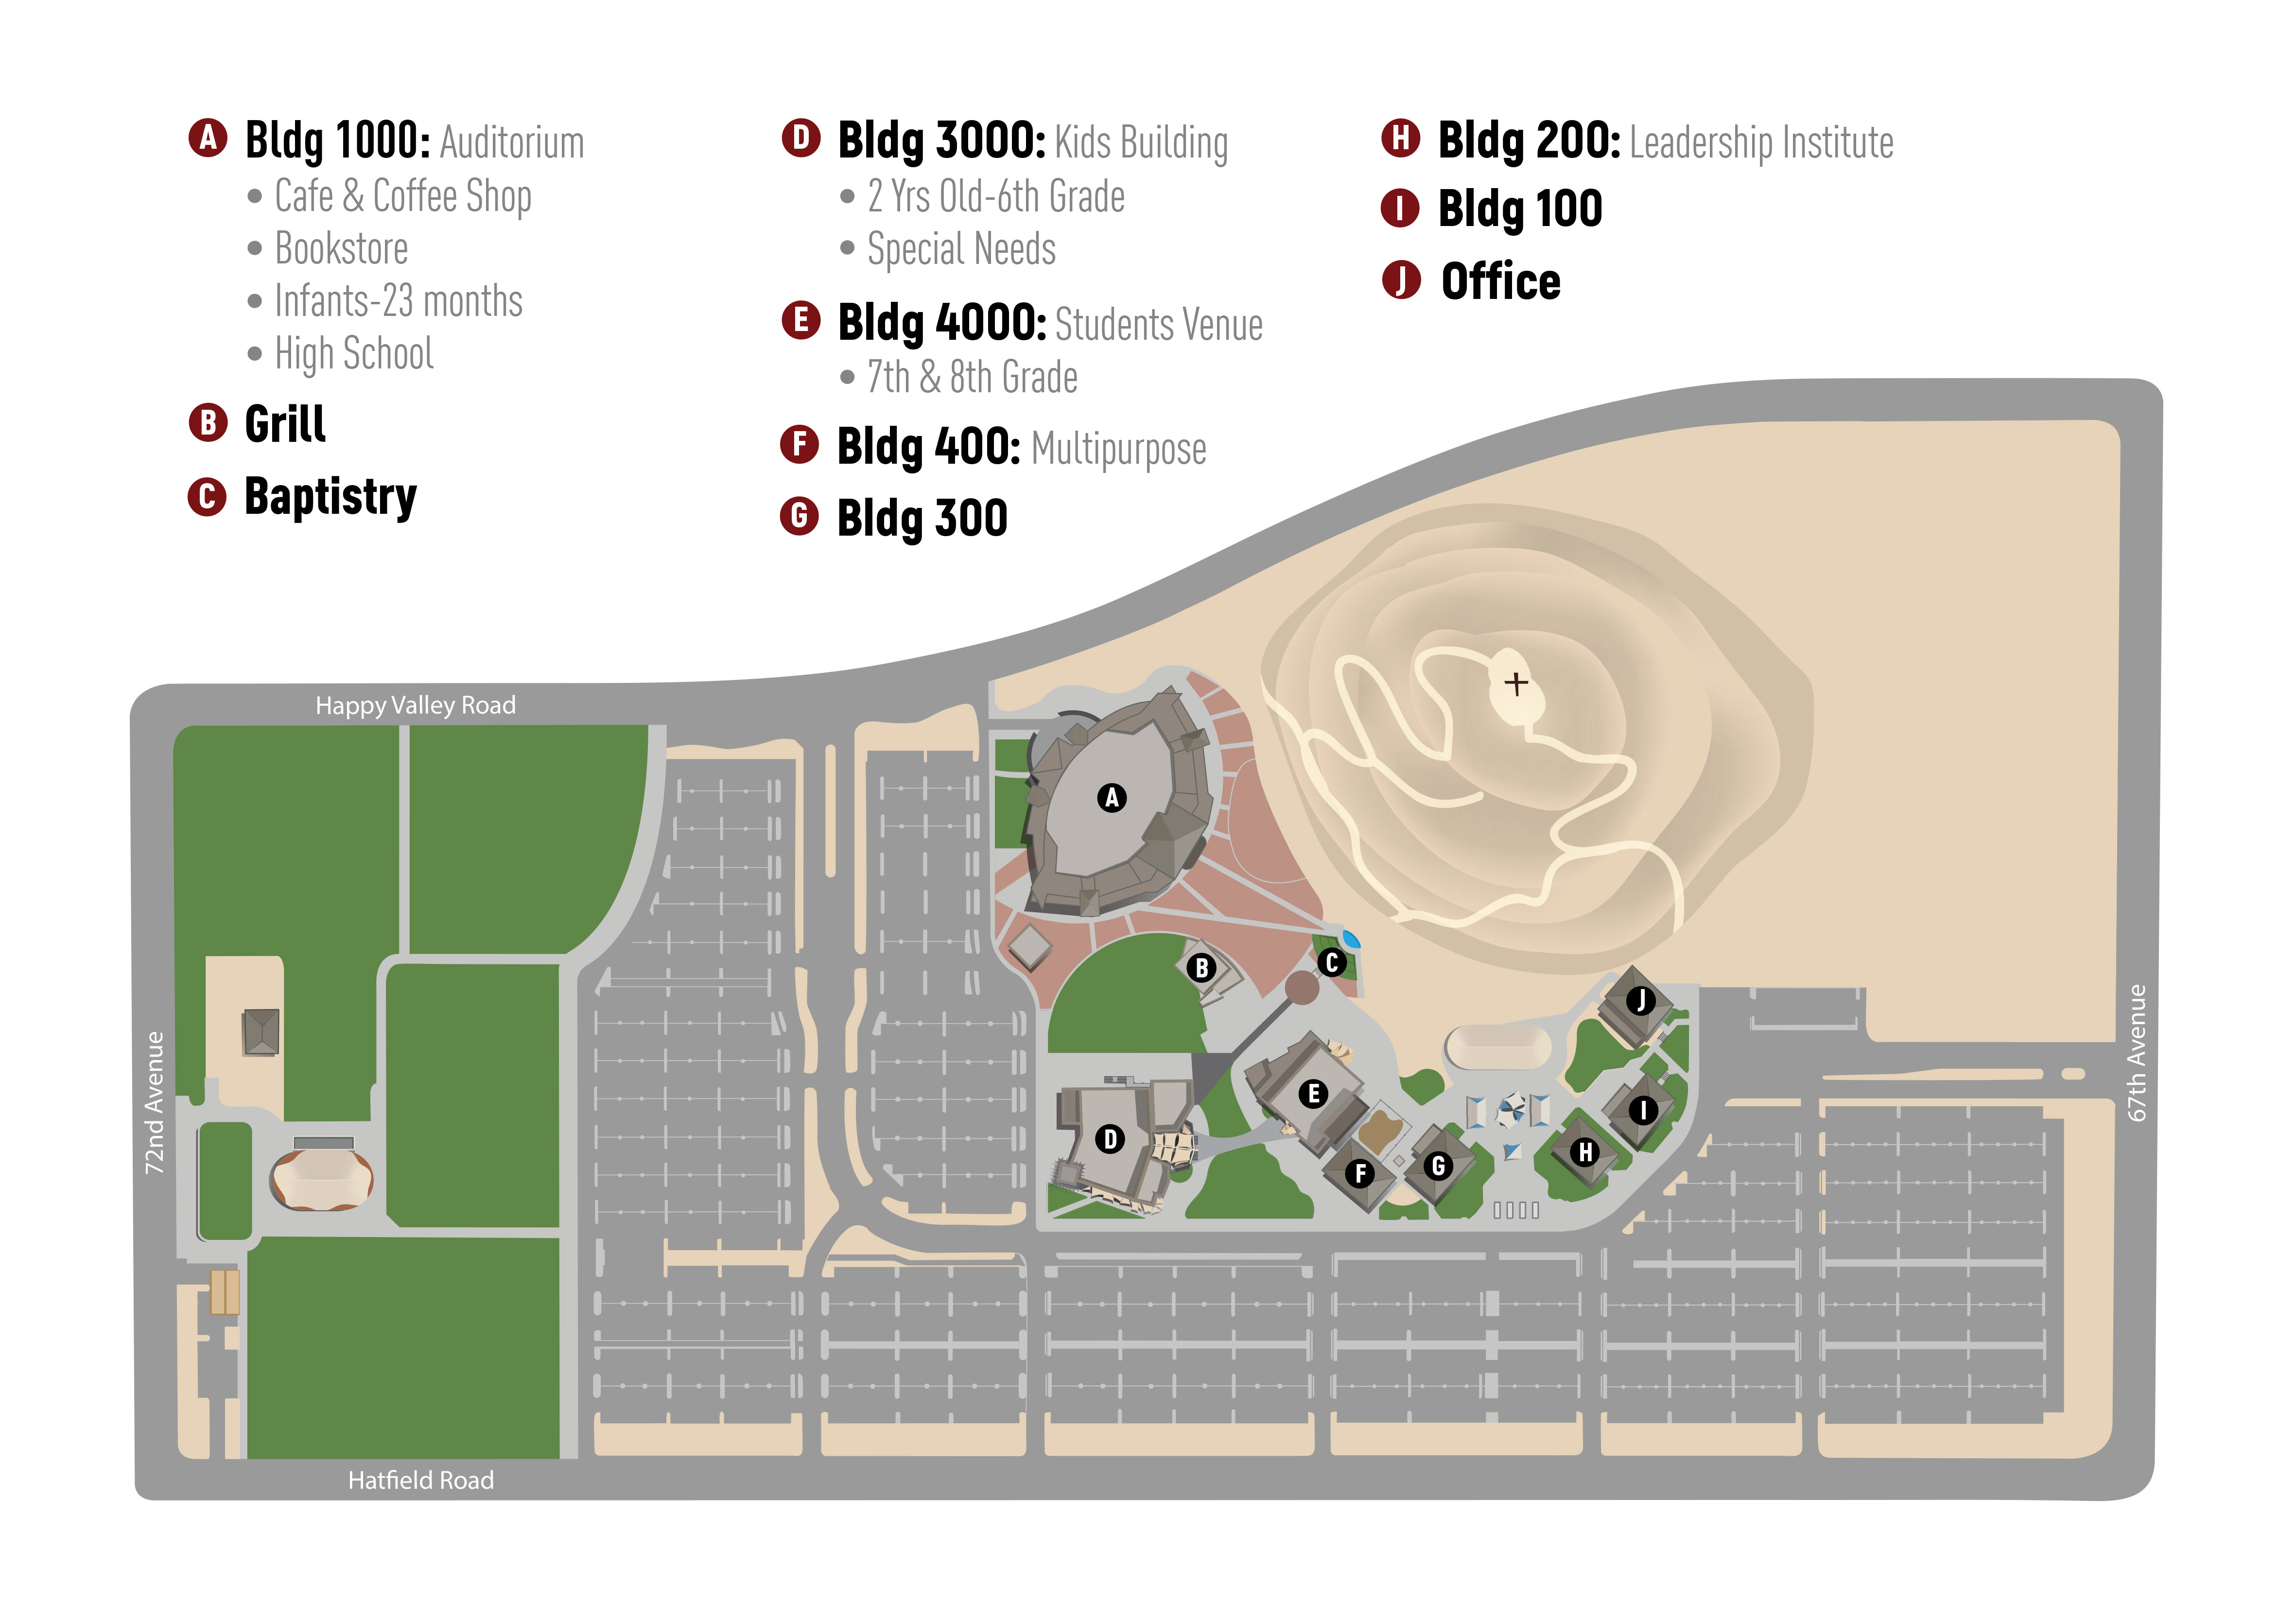 A Bldg 1000: Auditorium
• Cafe & Coffee Shop
• Bookstore
• Infants-23 months
• High School
B Grill
C Baptistry
D Bldg 3000: Kids Building
• 2 Yrs Old-6th Grade
• Special Needs
E Bldg 4000: Students Venue
• 7th & 8th Grade
F Bldg 400: Multipurpose
G Bldg 300
H Bldg 200: Leadership Institute
I Bldg 100
J Office
Happy Valley Road
72nd Avenue
67th Avenue
Hatfield Road
A
B
C
D
E
F
G
H
I
J